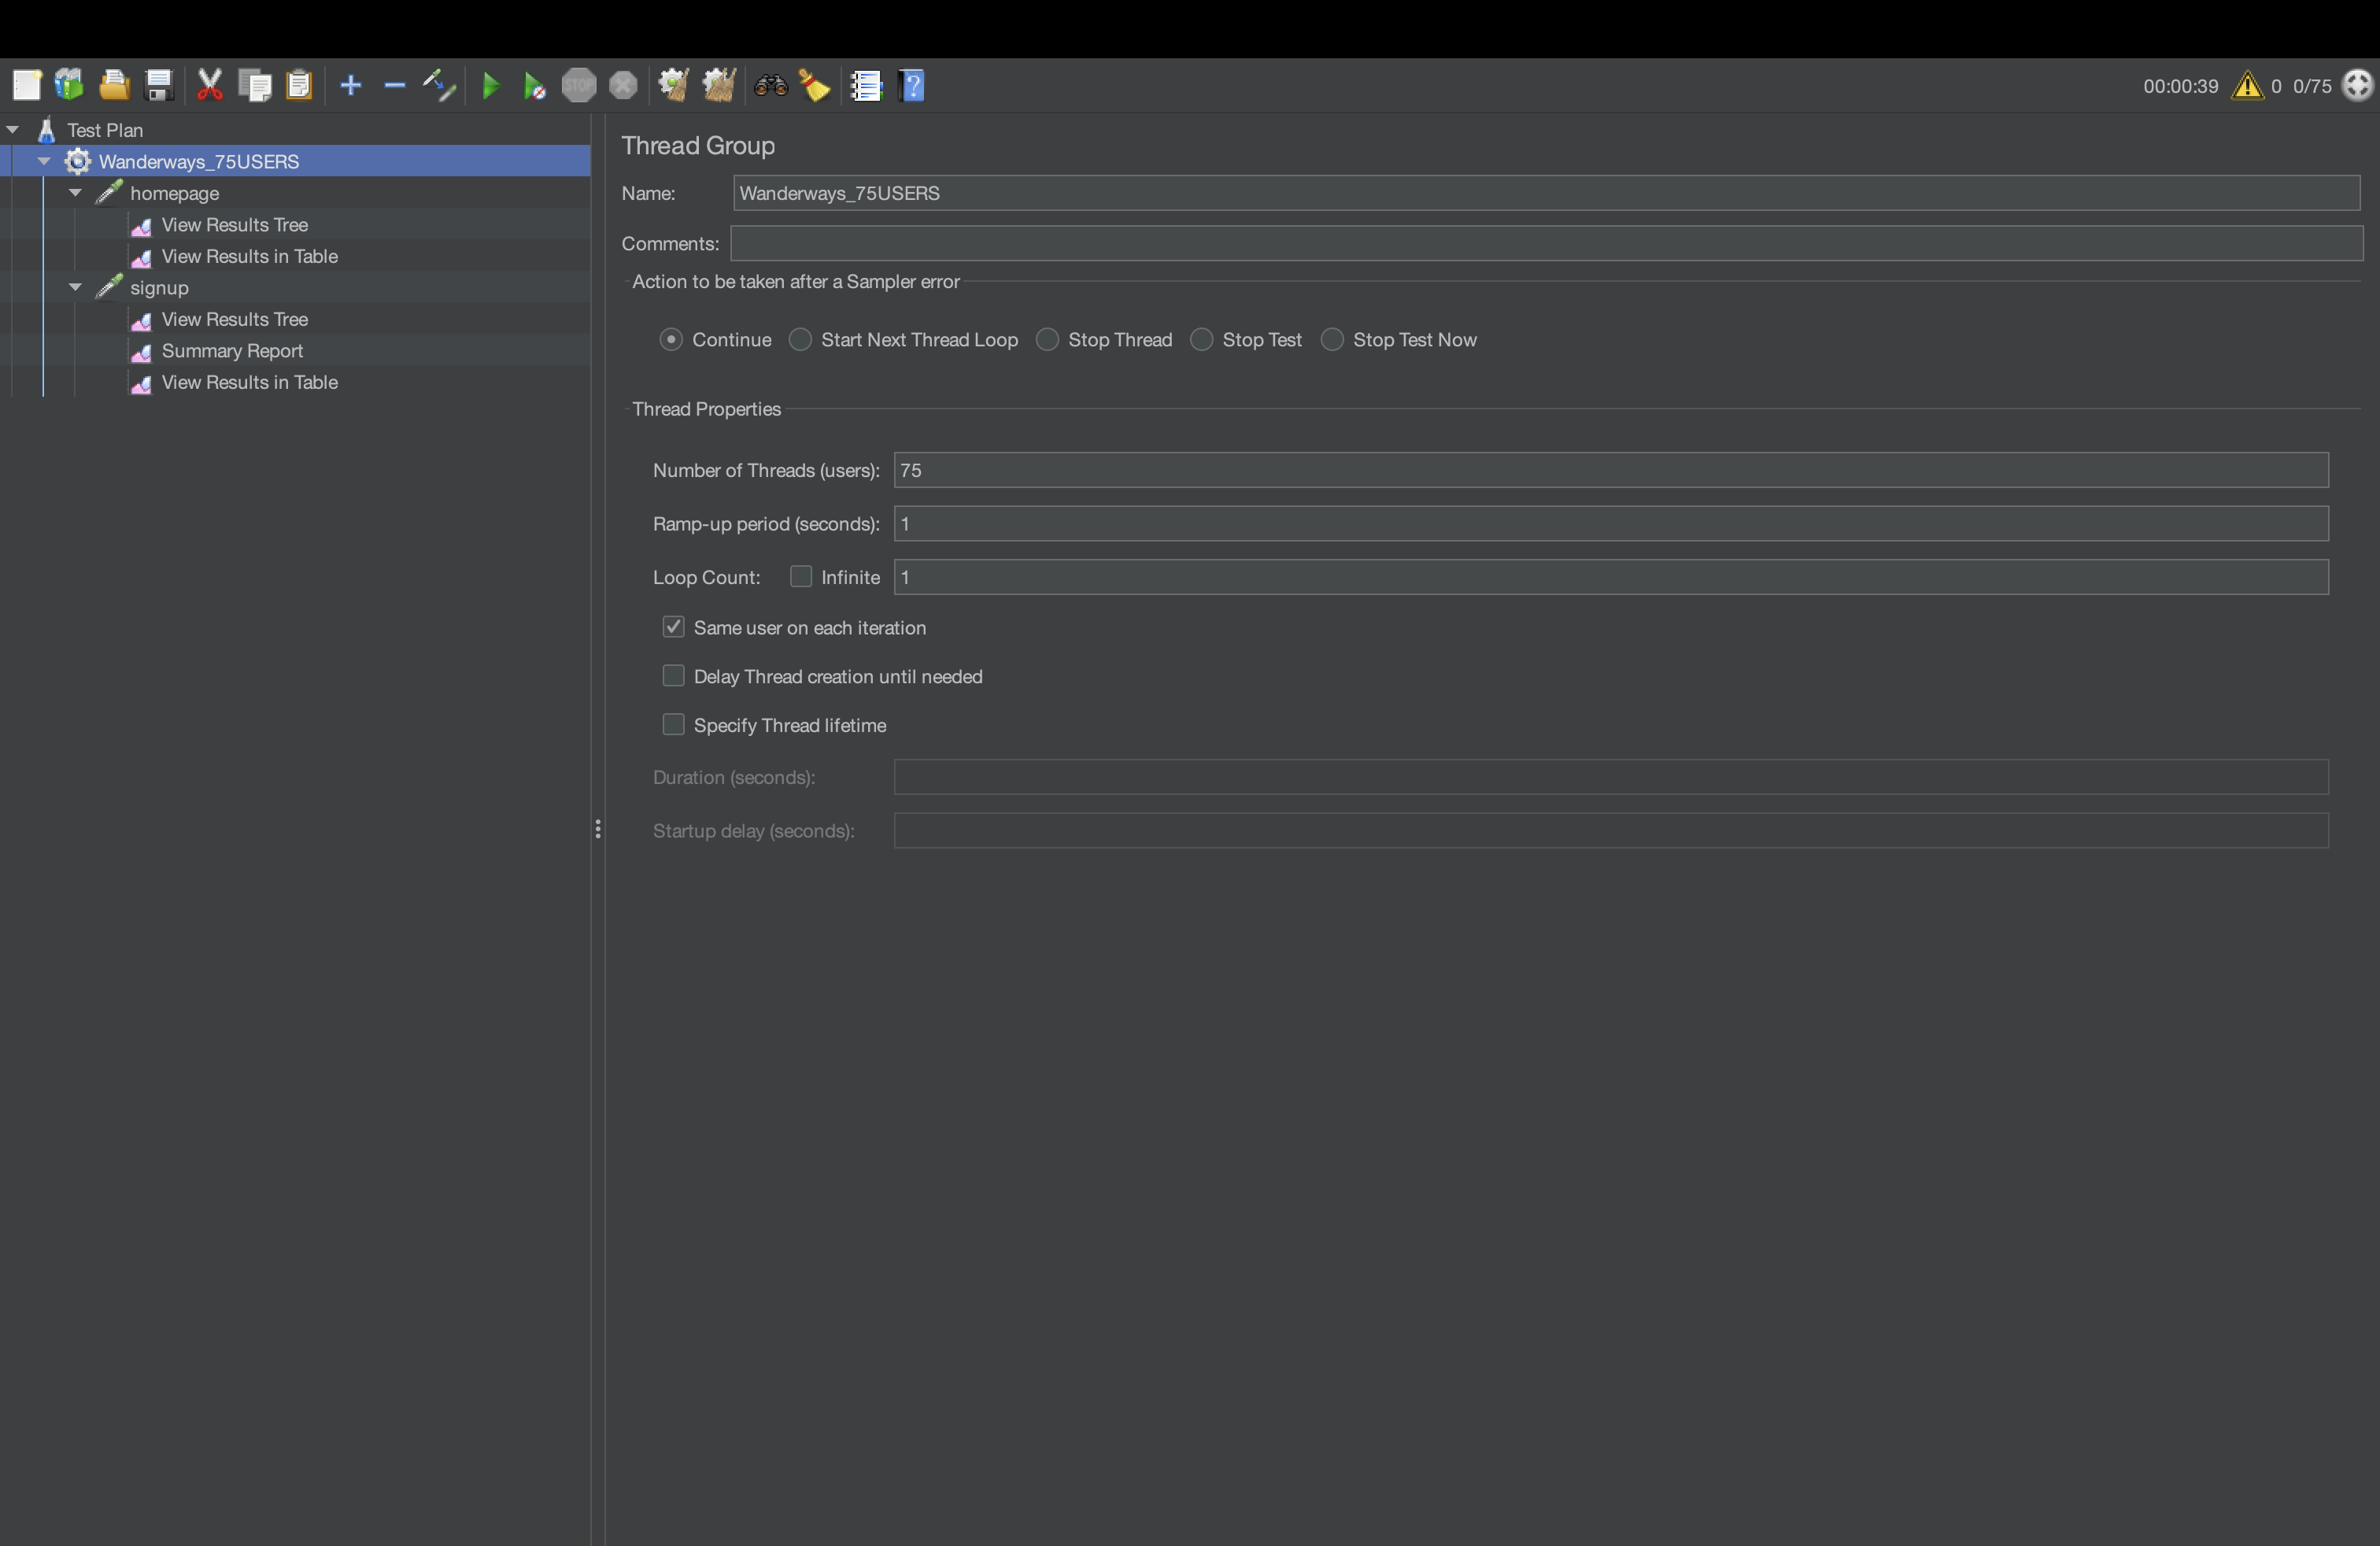 STOP
00:00:39 0 0/75
Test Plan
Wanderways_75USERS
homepage
View Results Tree
View Results in Table
signup
View Results Tree
Summary Report
View Results in Table
Thread Group
Name: Wanderways_75USERS
Comments:
Action to be taken after a Sampler error
Continue Start Next Thread Loop Stop Thread Stop Test Stop Test Now
Thread Properties
Number of Threads (users): 75
Ramp-up period (seconds): 1
Loop Count: Infinite 1
Same user on each iteration
Delay Thread creation until needed
Specify Thread lifetime
Duration (seconds):
Startup delay (seconds):